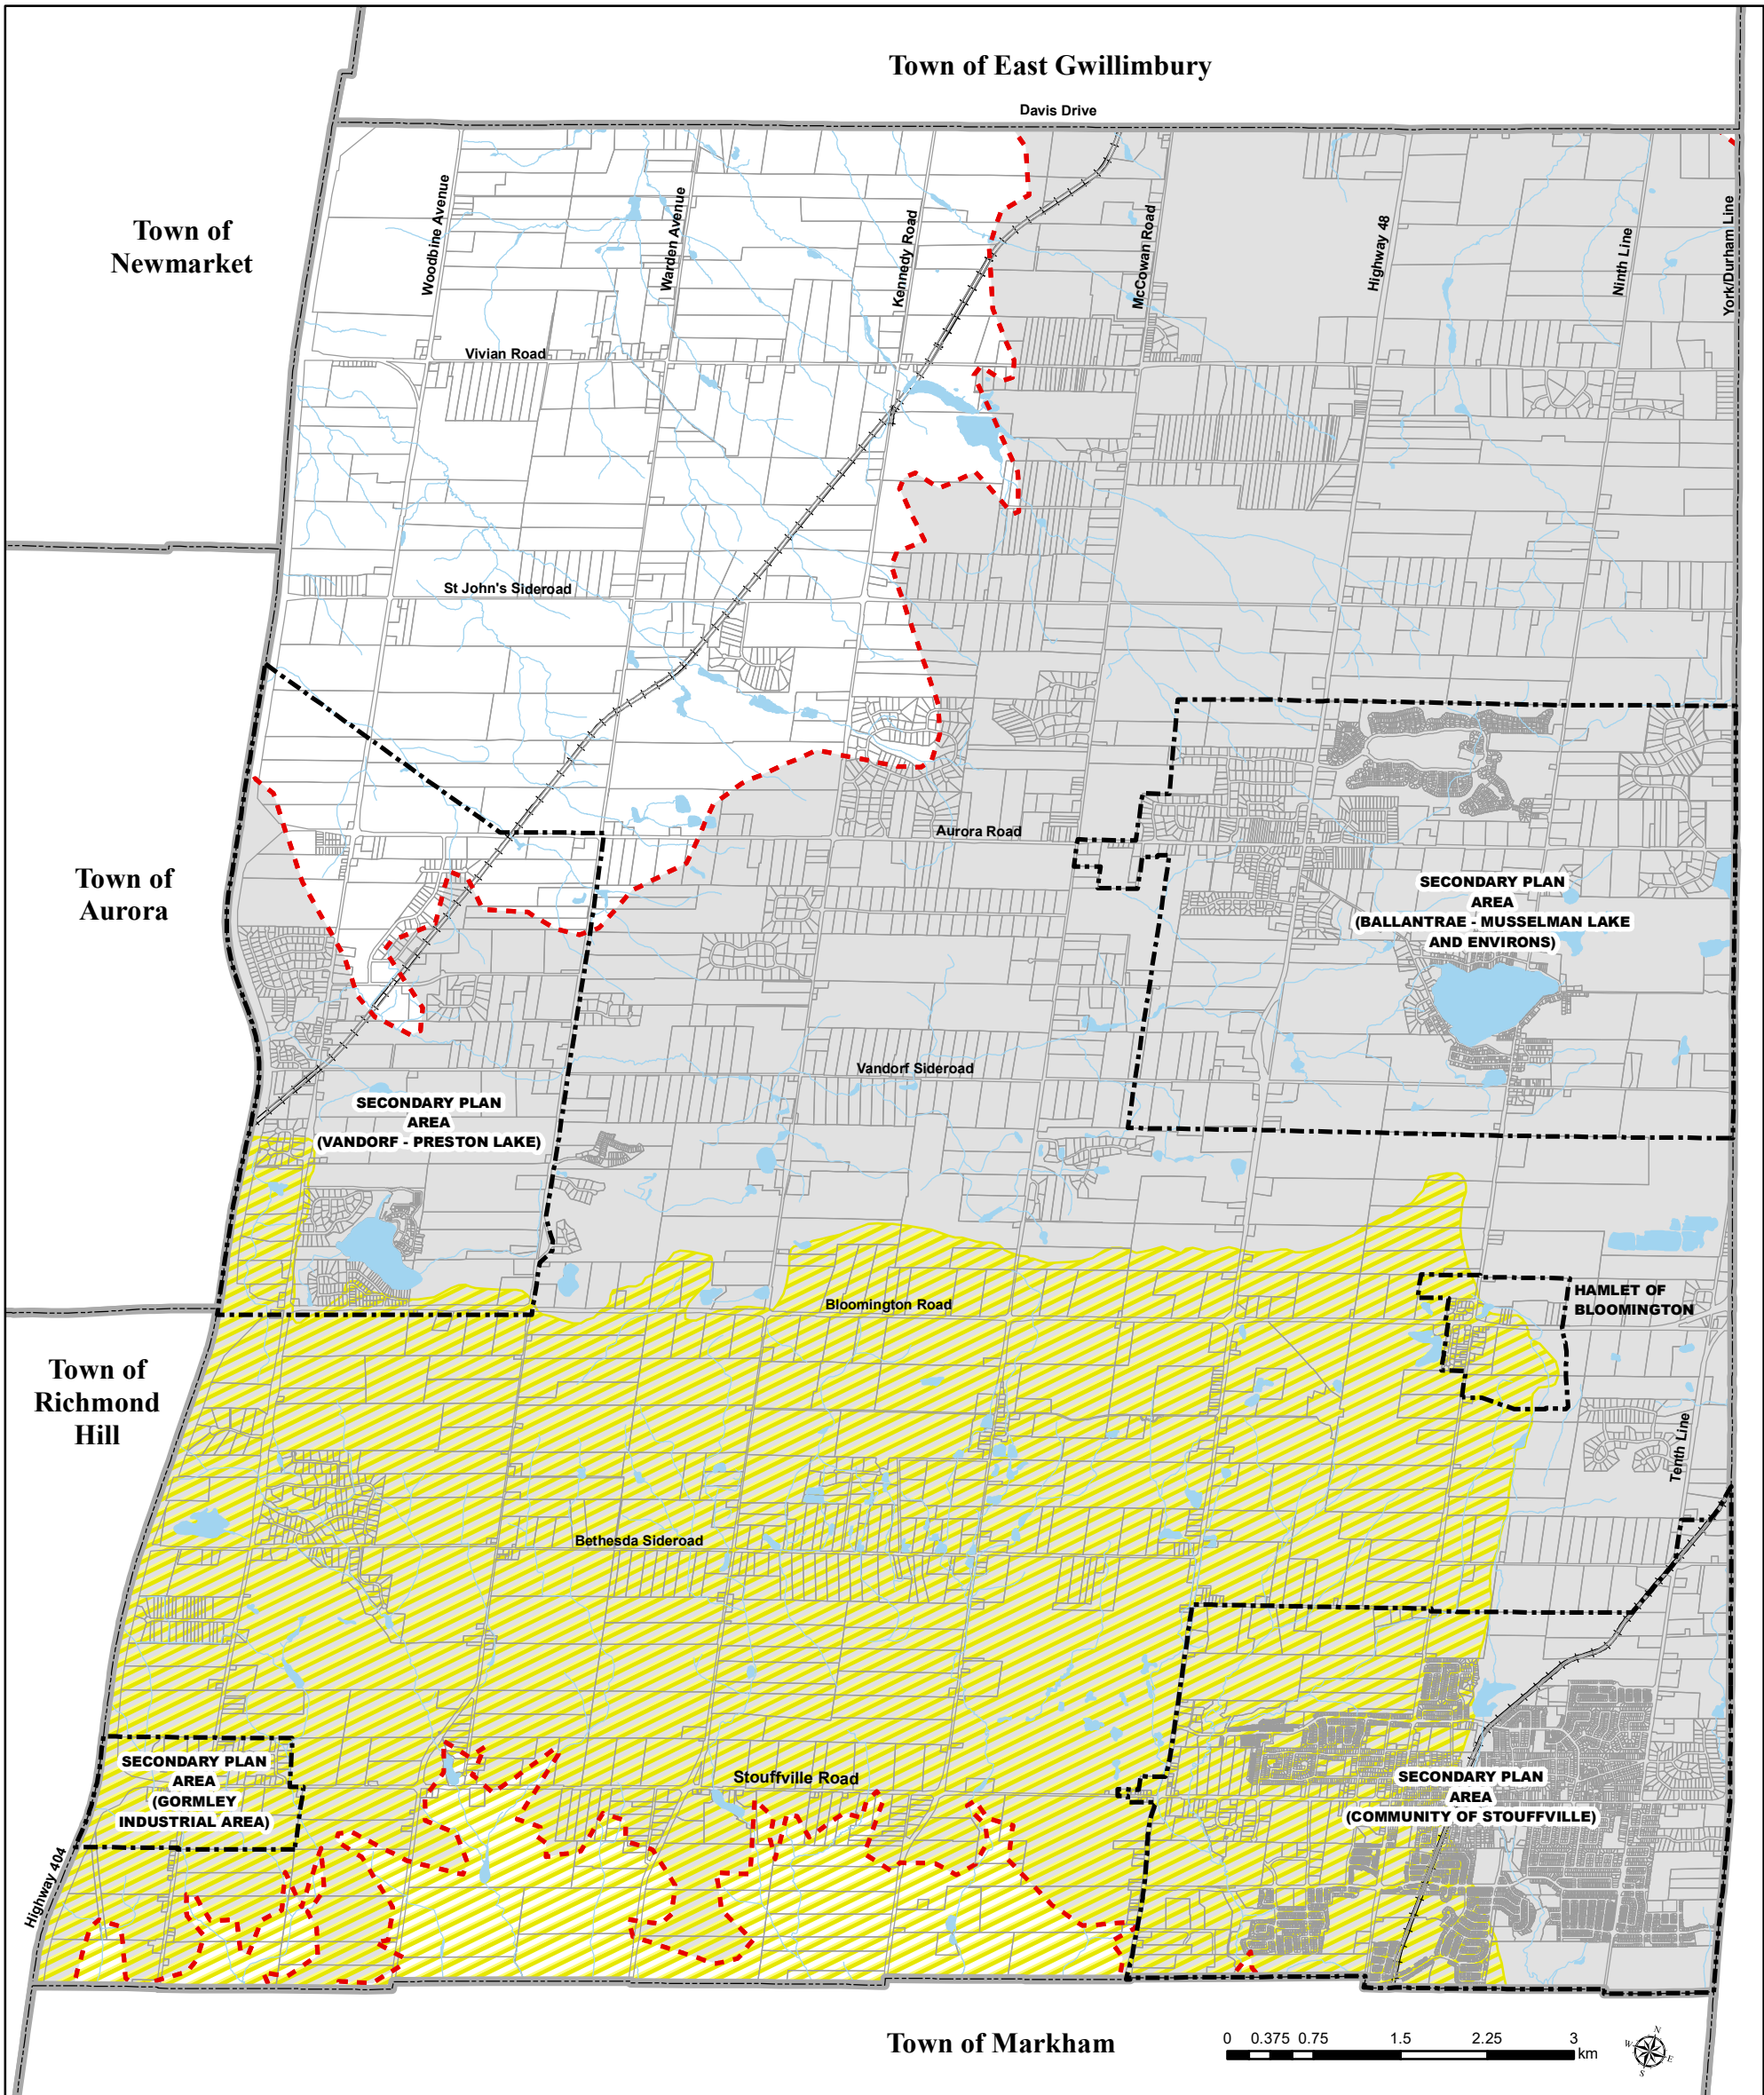 Town of East Gwillimbury
Davis Drive
Town of
Newmarket
Woodbine Avenue
Warden Avenue
Kennedy Road
McCowan Road
Highway 48
Ninth Line
York/Durham Line
Vivian Road
St John's Sideroad
Aurora Road
Town of
Aurora
SECONDARY PLAN
AREA
(BALLANTRAE - MUSSELMAN LAKE
AND ENVIRONS)
Vandorf Sideroad
SECONDARY PLAN
AREA
(VANDORF - PRESTON LAKE)
HAMLET OF
BLOOMINGTON
Bloomington Road
Town of
Richmond
Hill
Tenth Line
Bethesda Sideroad
SECONDARY PLAN
AREA
(GORMLEY
INDUSTRIAL AREA)
Stouffville Road
SECONDARY PLAN
AREA
(COMMUNITY OF STOUFFVILLE)
Highway 404
Town of Markham
0 0.375 0.75 1.5 2.25 3
km
N
W
E
S